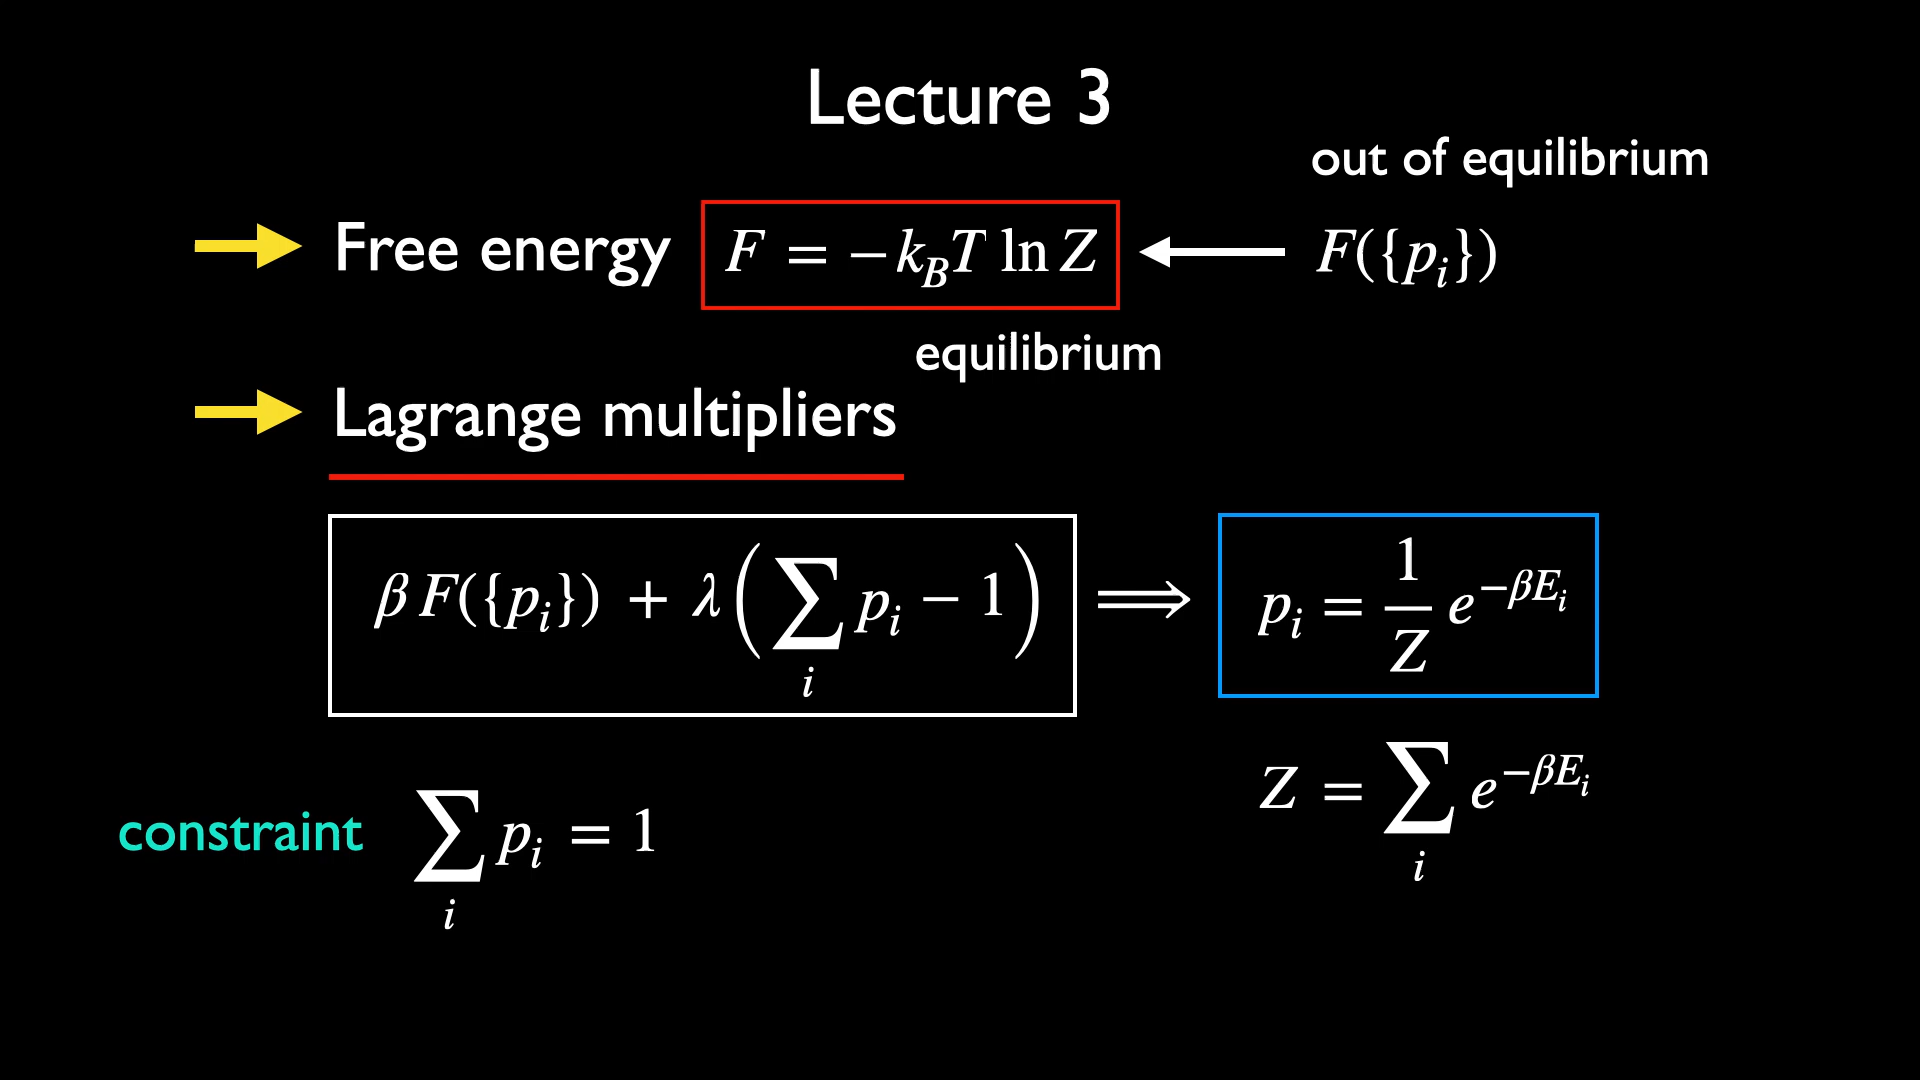 Lecture 3
out of equilibrium
Free energy F = −k_B T ln Z ← F({p_i})
equilibrium
Lagrange multipliers
β F({p_i}) + λ(∑_i p_i − 1) ⟹ p_i = \frac{1}{Z} e^{−βE_i}
Z = ∑_i e^{−βE_i}
constraint ∑_i p_i = 1